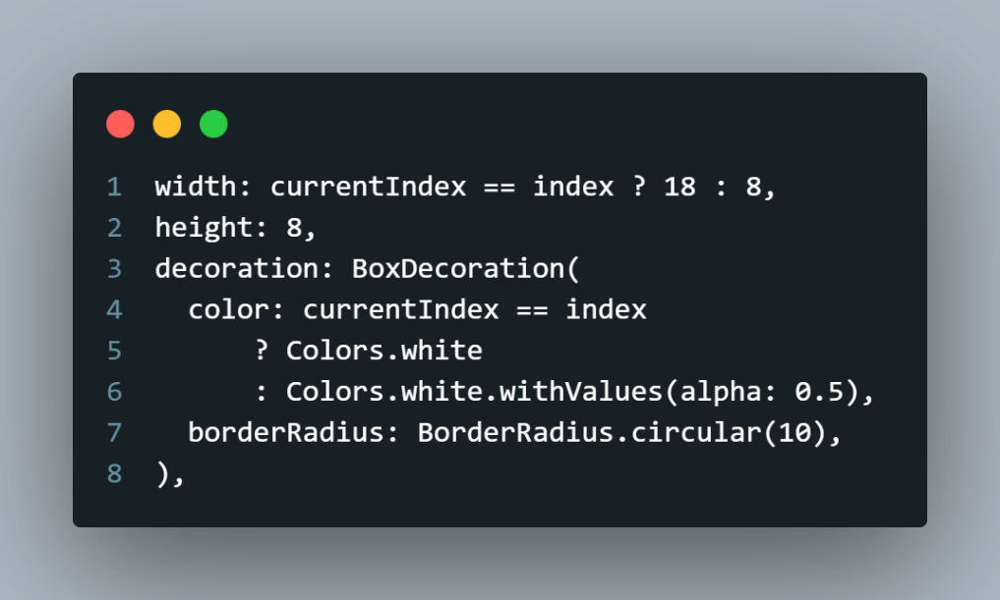 1 width: currentIndex == index ? 18 : 8,
2 height: 8,
3 decoration: BoxDecoration(
4   color: currentIndex == index
5       ? Colors.white
6       : Colors.white.withValues(alpha: 0.5),
7   borderRadius: BorderRadius.circular(10),
8 ),